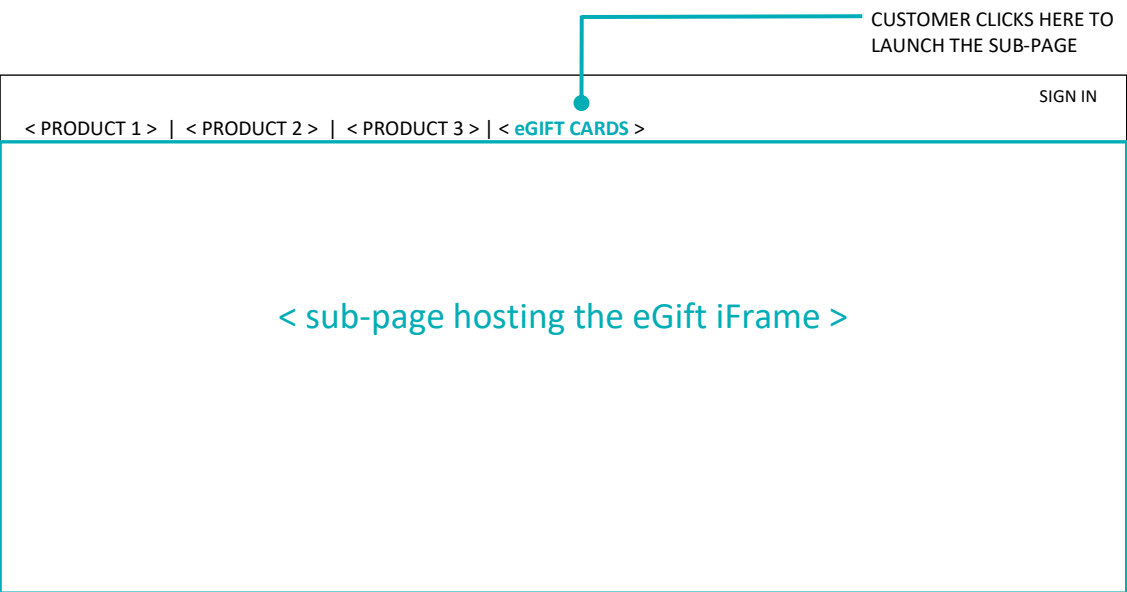 CUSTOMER CLICKS HERE TO
LAUNCH THE SUB-PAGE
SIGN IN
< PRODUCT 1 > | < PRODUCT 2 > | < PRODUCT 3 > | < eGIFT CARDS >
< sub-page hosting the eGift iFrame >